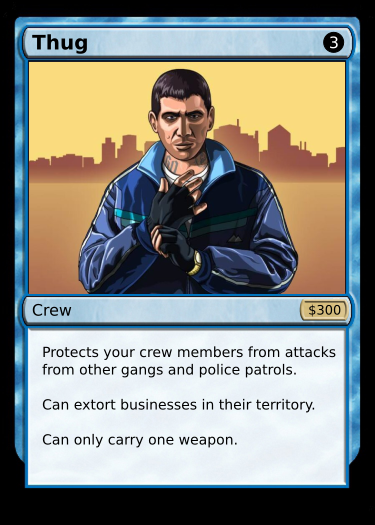 Thug
3
Crew
$300
Protects your crew members from attacks
from other gangs and police patrols.
Can extort businesses in their territory.
Can only carry one weapon.